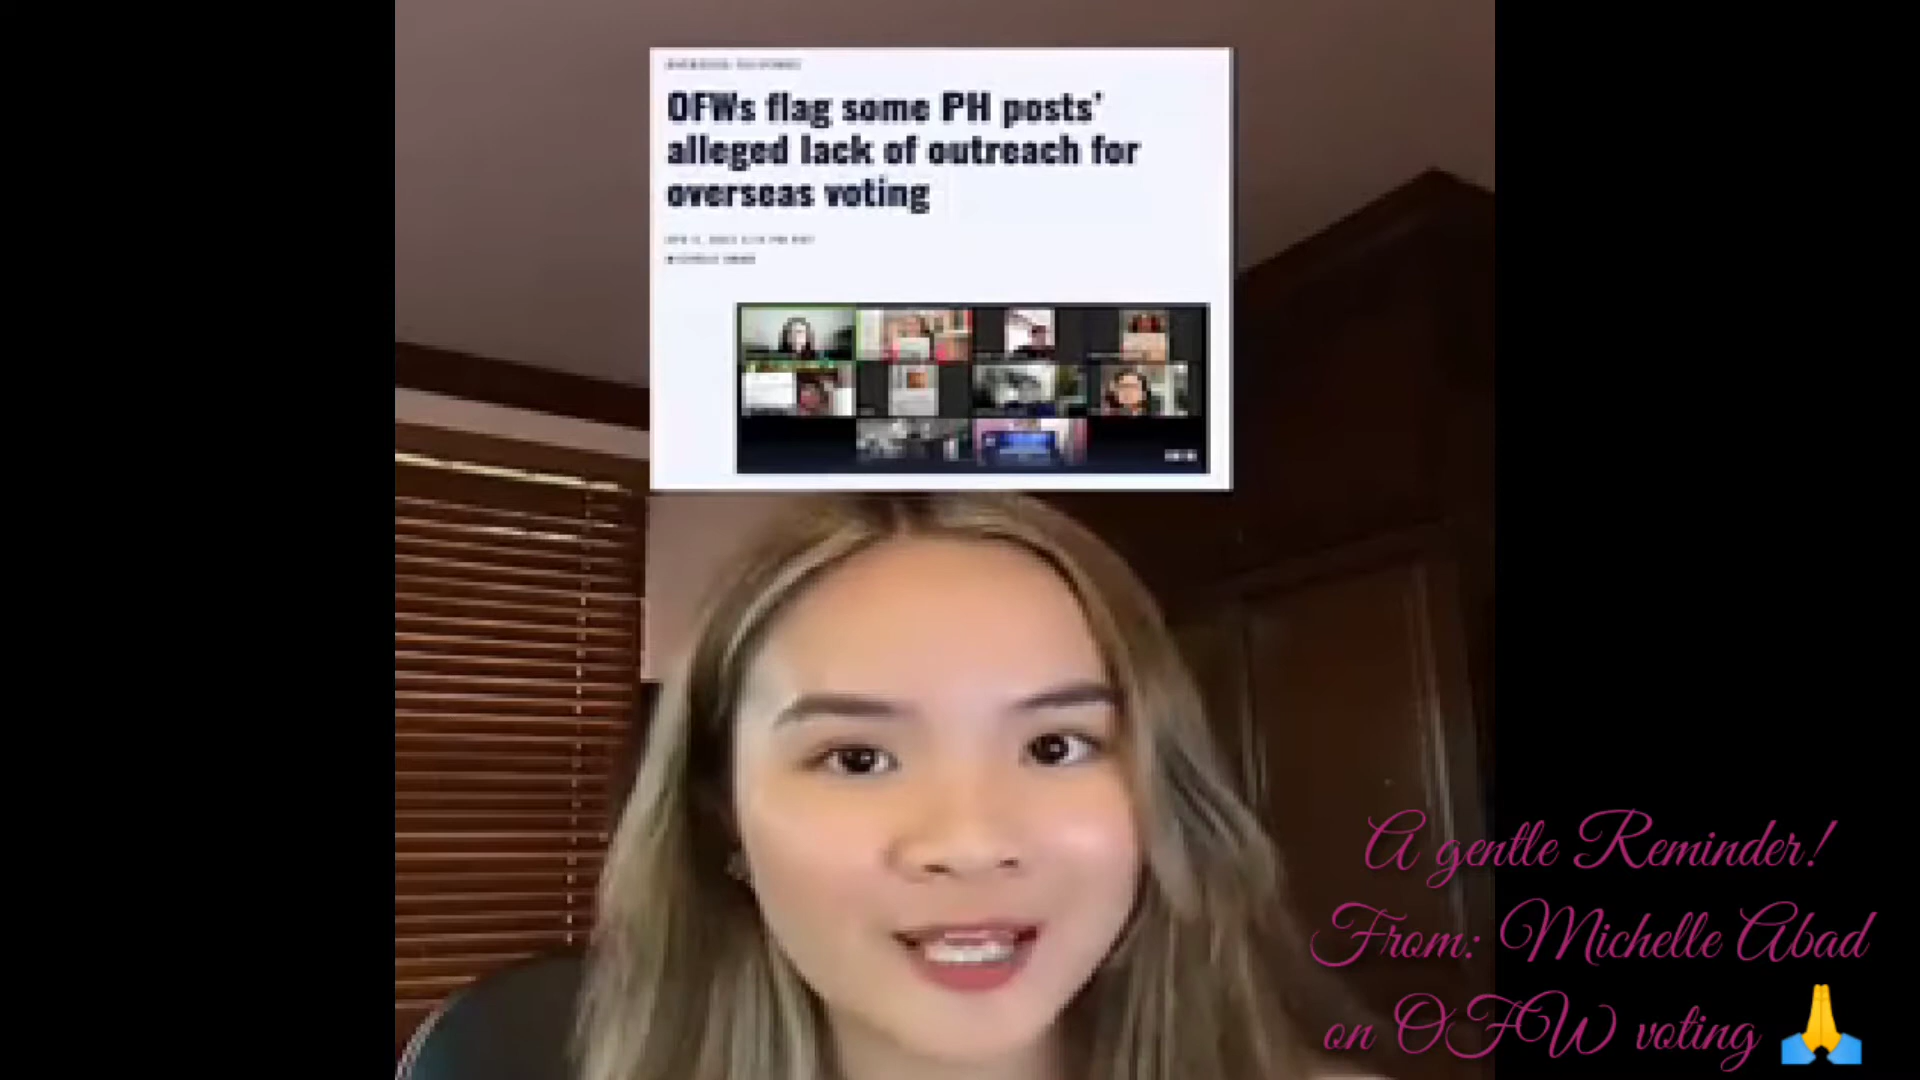 OFWs flag some PH posts'
alleged lack of outreach for
overseas voting
A gentle Reminder!
From: Michelle Abad
on OFW voting 🙏